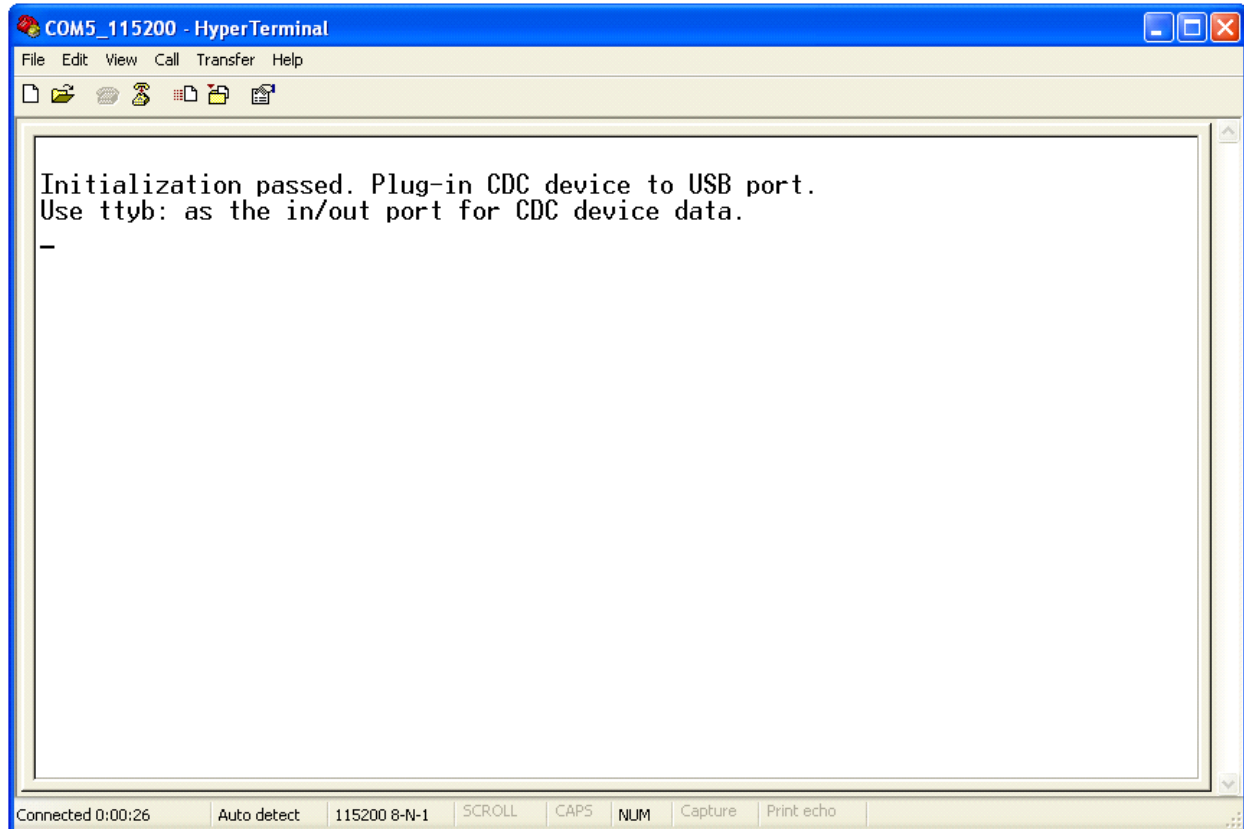 COM5_115200 - HyperTerminal
File Edit View Call Transfer Help
Initialization passed. Plug-in CDC device to USB port.
Use ttyb: as the in/out port for CDC device data.
_
Connected 0:00:26 Auto detect 115200 8-N-1 SCROLL CAPS NUM Capture Print echo